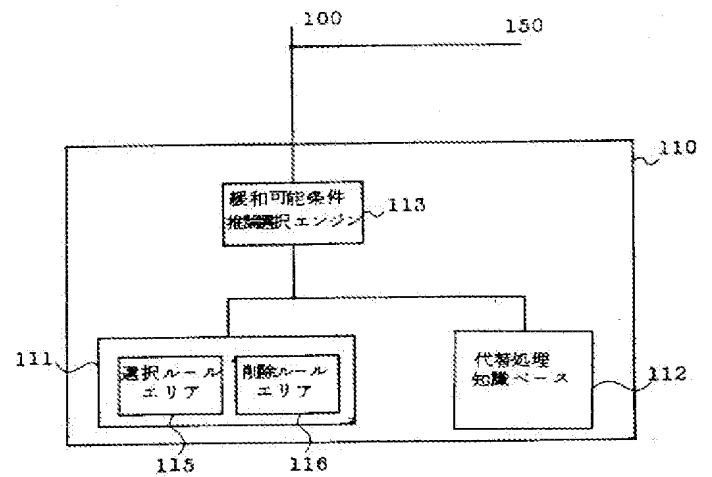 100
150
110
緩和可能条件
推論選択エンジン
113
111
選択ルール
エリア
削除ルール
エリア
代替処理
知識ベース
112
115
116